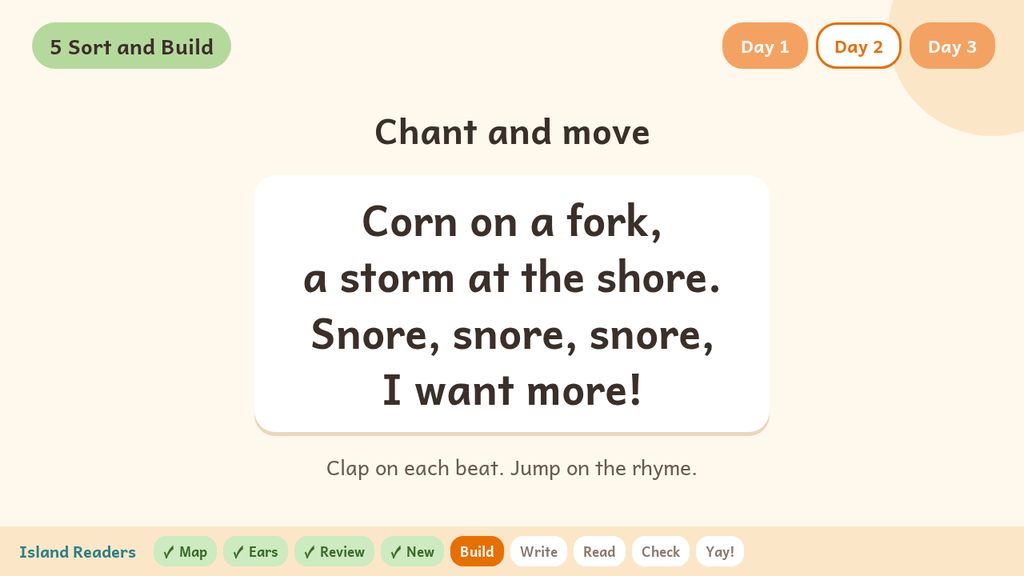 5 Sort and Build
Day 1 Day 2 Day 3
Chant and move
Corn on a fork,
a storm at the shore.
Snore, snore, snore,
I want more!
Clap on each beat. Jump on the rhyme.
Island Readers ✓ Map ✓ Ears ✓ Review ✓ New Build Write Read Check Yay!